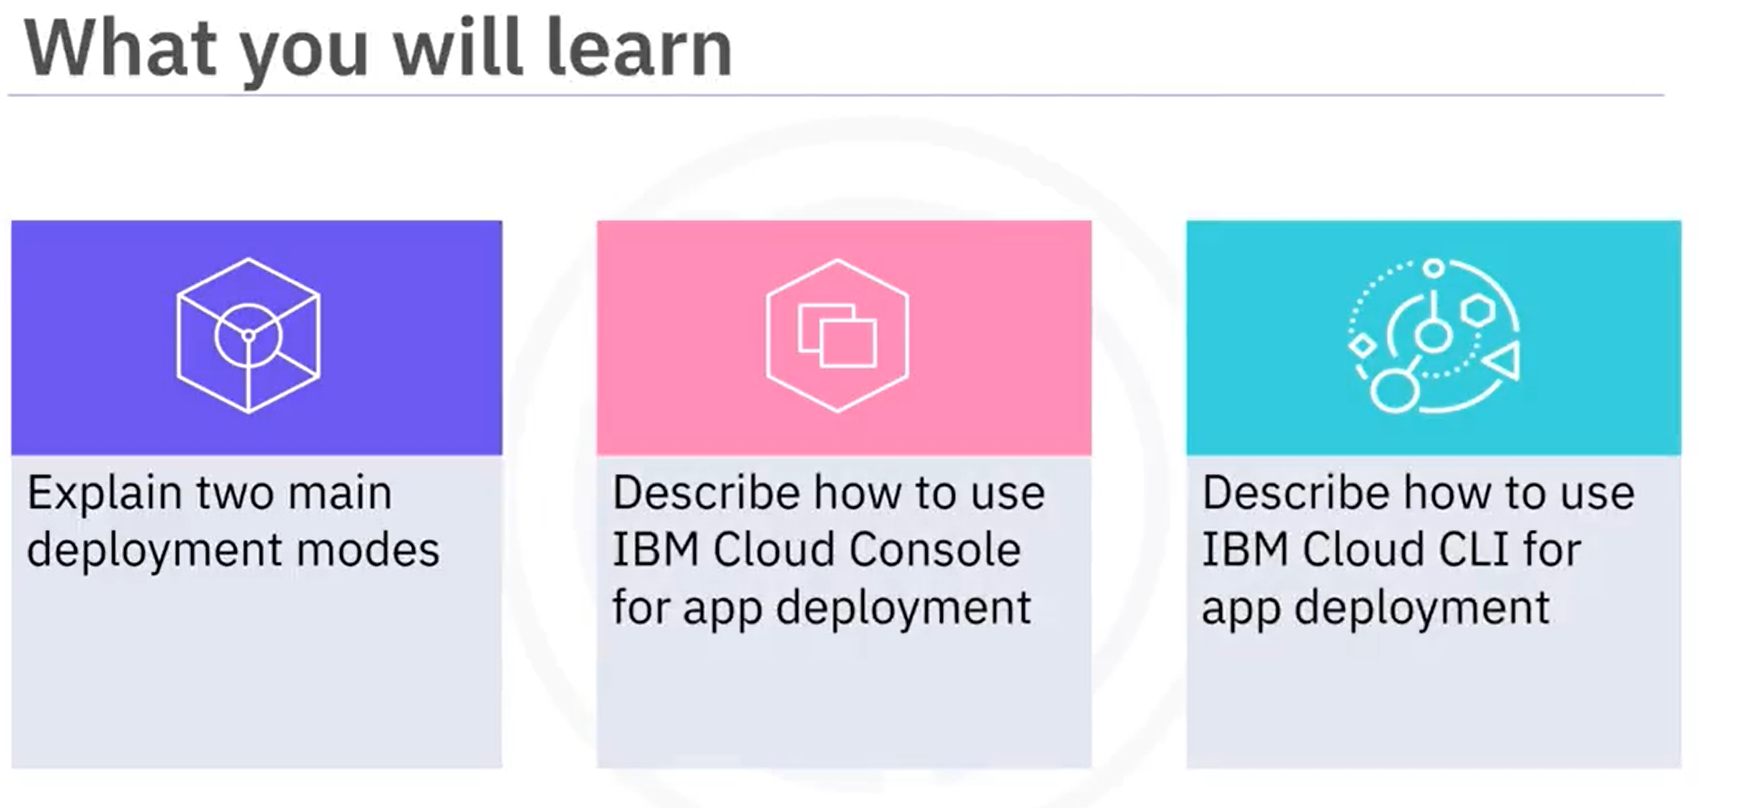 What you will learn
Explain two main
deployment modes
Describe how to use
IBM Cloud Console
for app deployment
Describe how to use
IBM Cloud CLI for
app deployment